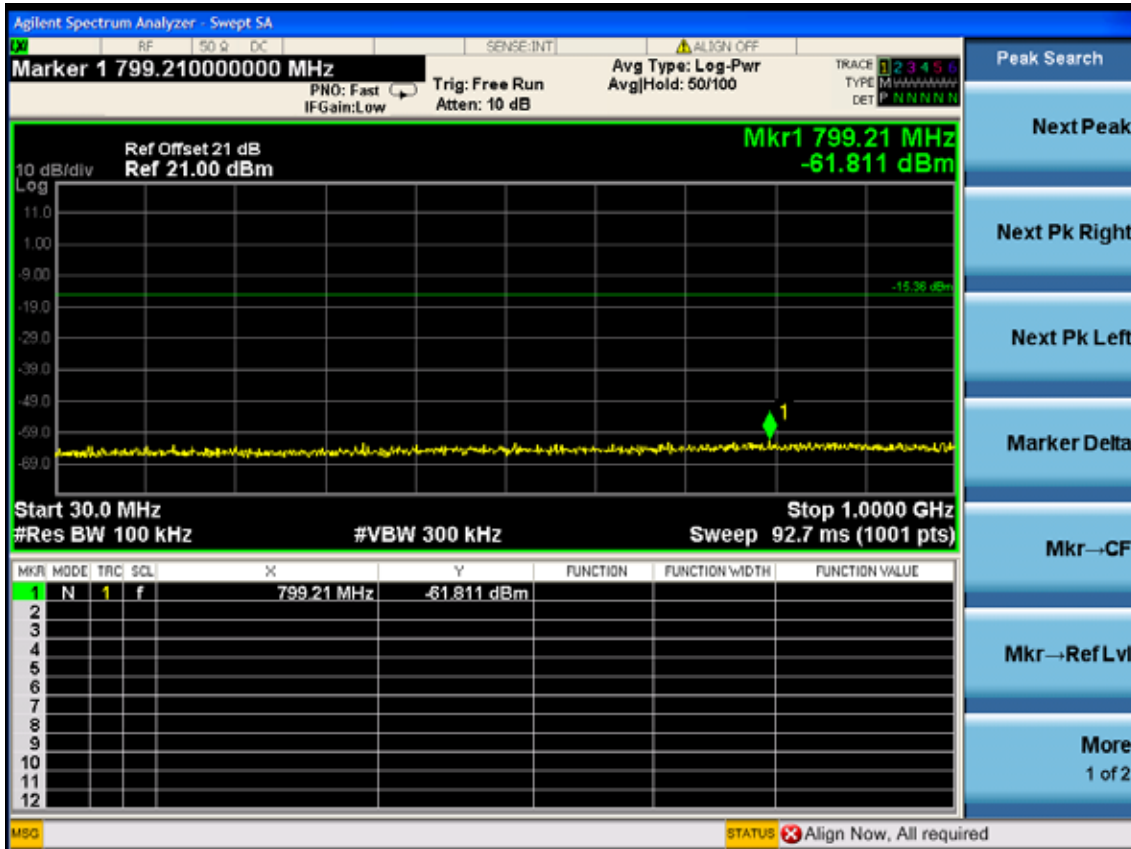 Agilent Spectrum Analyzer - Swept SA
LXI RF 50 Ω DC SENSE:INT ALIGN OFF
Marker 1 799.210000000 MHz
PNO: Fast
IFGain:Low
Trig: Free Run
Atten: 10 dB
Avg Type: Log-Pwr
Avg|Hold: 50/100
TRACE 1 2 3 4 5 6
TYPE M
DET P N N N N N
Peak Search
Next Peak
Next Pk Right
Next Pk Left
Marker Delta
Mkr→CF
Mkr→Ref Lvl
More
1 of 2
Mkr1 799.21 MHz
-61.811 dBm
Ref Offset 21 dB
10 dB/div Ref 21.00 dBm
Log
11.0
1.00
-9.00
-15.36 dBm
-19.0
-29.0
-39.0
-49.0
1
-59.0
-69.0
Start 30.0 MHz Stop 1.0000 GHz
#Res BW 100 kHz #VBW 300 kHz Sweep 92.7 ms (1001 pts)
MKR MODE TRC SCL X Y FUNCTION FUNCTION WIDTH FUNCTION VALUE
1 N 1 f 799.21 MHz -61.811 dBm
2
3
4
5
6
7
8
9
10
11
12
MSG STATUS Align Now, All required